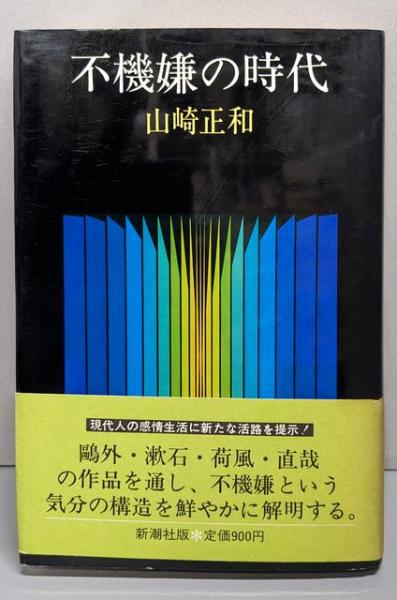 不機嫌の時代
山崎正和
現代人の感情生活に新たな活路を提示!
鷗外・漱石・荷風・直哉
の作品を通し、不機嫌という
気分の構造を鮮やかに解明する。
新潮社版＊定価900円